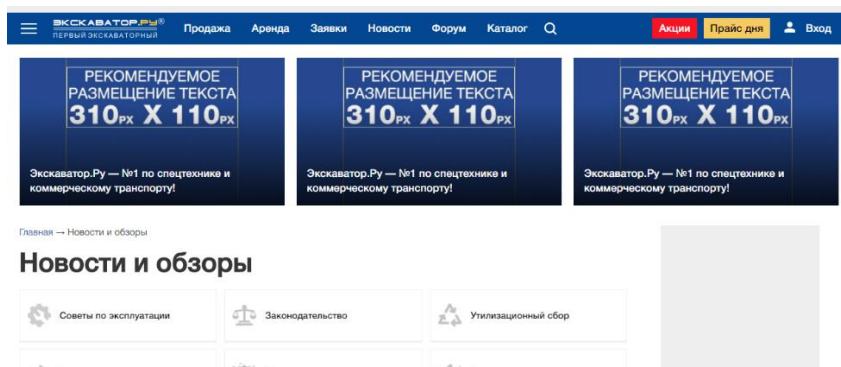 ЭКСКАВАТОР.РУ®
ПЕРВЫЙ ЭКСКАВАТОРНЫЙ
Продажа Аренда Заявки Новости Форум Каталог
Акции Прайс дня Вход
РЕКОМЕНДУЕМОЕ
РАЗМЕЩЕНИЕ ТЕКСТА
310PX X 110PX
Экскаватор.Ру — №1 по спецтехнике и
коммерческому транспорту!
РЕКОМЕНДУЕМОЕ
РАЗМЕЩЕНИЕ ТЕКСТА
310PX X 110PX
Экскаватор.Ру — №1 по спецтехнике и
коммерческому транспорту!
РЕКОМЕНДУЕМОЕ
РАЗМЕЩЕНИЕ ТЕКСТА
310PX X 110PX
Экскаватор.Ру — №1 по спецтехнике и
коммерческому транспорту!
Главная → Новости и обзоры
Новости и обзоры
Советы по эксплуатации
Законодательство
Утилизационный сбор